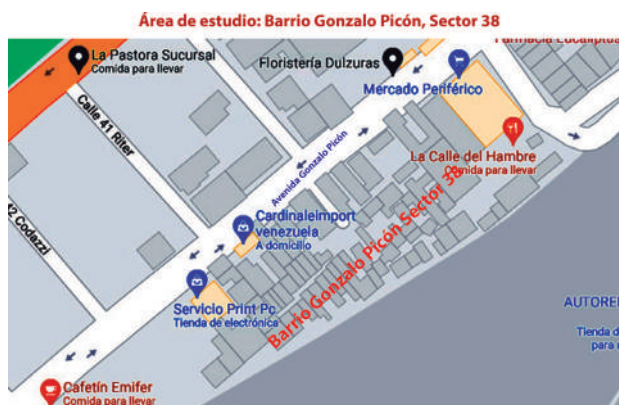 Área de estudio: Barrio Gonzalo Picón, Sector 38
La Pastora Sucursal
Comida para llevar
Floristería Dulzuras
Farmacia Eucaliptus
Mercado Periférico
Calle 41 Riter
Avenida Gonzalo Picón
La Calle del Hambre
Comida para llevar
Cardinaleimport
venezuela
A domicilio
Barrio Gonzalo Picón Sector 38
Codazzi
Servicio Print Pc
Tienda de electrónica
AUTORE
Tienda d
para
Cafetín Emifer
Comida para llevar